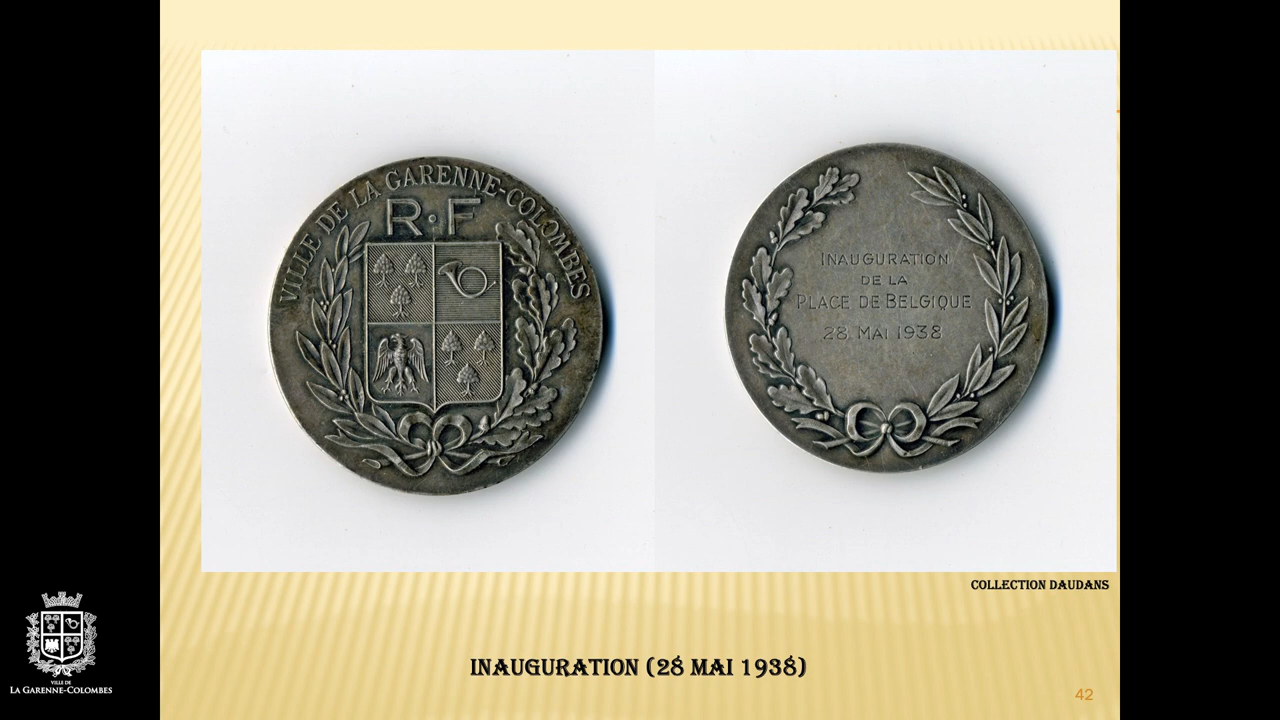 VILLE DE LA GARENNE-COLOMBES
R·F
INAUGURATION
DE LA
PLACE DE BELGIQUE
28 MAI 1938
COLLECTION DAUDANS
INAUGURATION (28 MAI 1938)
42
VILLE DE
LA GARENNE-COLOMBES